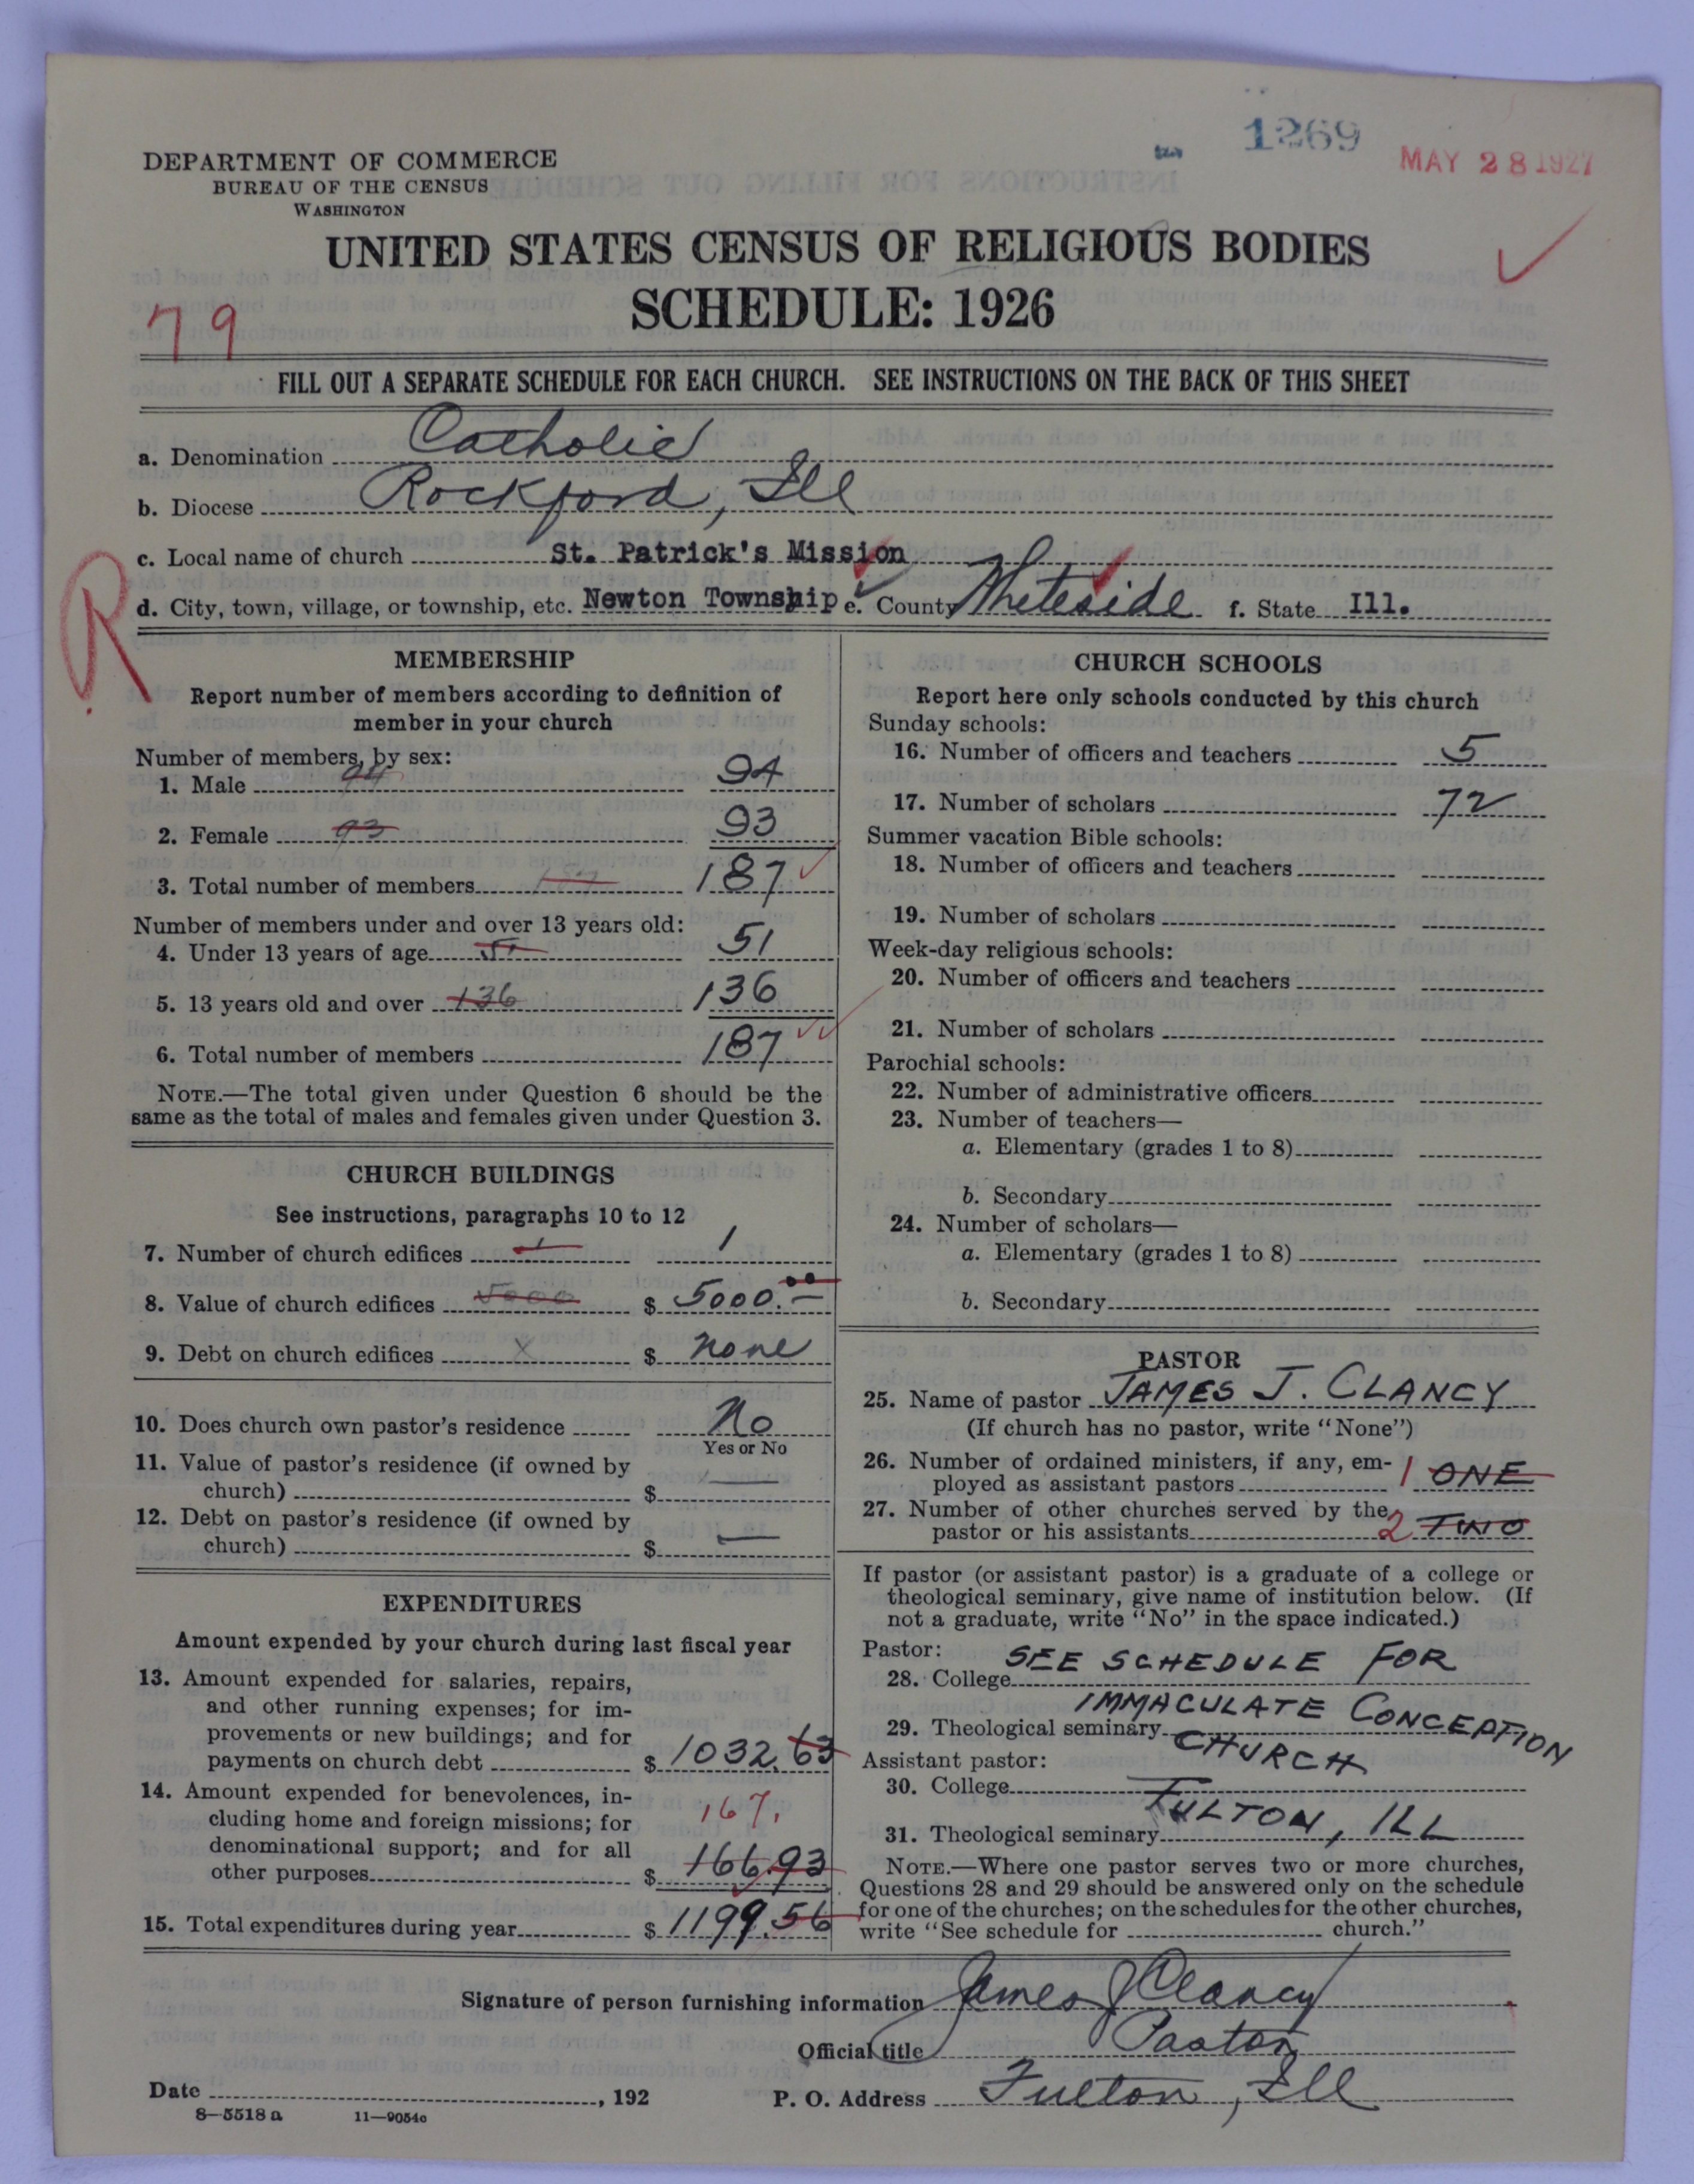 1269
MAY 28 1927
DEPARTMENT OF COMMERCE
BUREAU OF THE CENSUS
WASHINGTON
UNITED STATES CENSUS OF RELIGIOUS BODIES
SCHEDULE: 1926
79
FILL OUT A SEPARATE SCHEDULE FOR EACH CHURCH. SEE INSTRUCTIONS ON THE BACK OF THIS SHEET
a. Denomination Catholic
b. Diocese Rockford, Ill
c. Local name of church St. Patrick's Mission
R
d. City, town, village, or township, etc. Newton Township e. County Whiteside f. State Ill.
MEMBERSHIP
Report number of members according to definition of
member in your church
Number of members, by sex:
1. Male 94 94
2. Female 93 93
3. Total number of members 187 187
Number of members under and over 13 years old:
4. Under 13 years of age 51 51
5. 13 years old and over 136 136
6. Total number of members 187
NOTE.—The total given under Question 6 should be the
same as the total of males and females given under Question 3.
CHURCH BUILDINGS
See instructions, paragraphs 10 to 12
7. Number of church edifices 1 1
8. Value of church edifices 5000 $ 5000.00
9. Debt on church edifices x $ none
10. Does church own pastor's residence No
Yes or No
11. Value of pastor's residence (if owned by
church) $ —
12. Debt on pastor's residence (if owned by
church) $ —
EXPENDITURES
Amount expended by your church during last fiscal year
13. Amount expended for salaries, repairs,
and other running expenses; for im-
provements or new buildings; and for
payments on church debt $ 1032.63
14. Amount expended for benevolences, in-
cluding home and foreign missions; for 167.
denominational support; and for all
other purposes $ 166.93
15. Total expenditures during year $ 1199.56
CHURCH SCHOOLS
Report here only schools conducted by this church
Sunday schools:
16. Number of officers and teachers 5
17. Number of scholars 72
Summer vacation Bible schools:
18. Number of officers and teachers
19. Number of scholars
Week-day religious schools:
20. Number of officers and teachers
21. Number of scholars
Parochial schools:
22. Number of administrative officers
23. Number of teachers—
a. Elementary (grades 1 to 8)
b. Secondary
24. Number of scholars—
a. Elementary (grades 1 to 8)
b. Secondary
PASTOR
25. Name of pastor JAMES J. CLANCY
(If church has no pastor, write "None")
26. Number of ordained ministers, if any, em-
ployed as assistant pastors 1 ONE
27. Number of other churches served by the
pastor or his assistants 2 TWO
If pastor (or assistant pastor) is a graduate of a college or
theological seminary, give name of institution below. (If
not a graduate, write "No" in the space indicated.)
Pastor:
28. College SEE SCHEDULE FOR
29. Theological seminary IMMACULATE CONCEPTION
Assistant pastor: CHURCH
30. College
31. Theological seminary FULTON, ILL
NOTE.—Where one pastor serves two or more churches,
Questions 28 and 29 should be answered only on the schedule
for one of the churches; on the schedules for the other churches,
write "See schedule for church."
Signature of person furnishing information James J Clancy
Official title Pastor
Date , 192 P. O. Address Fulton, Ill
8—5518 a 11—9054c